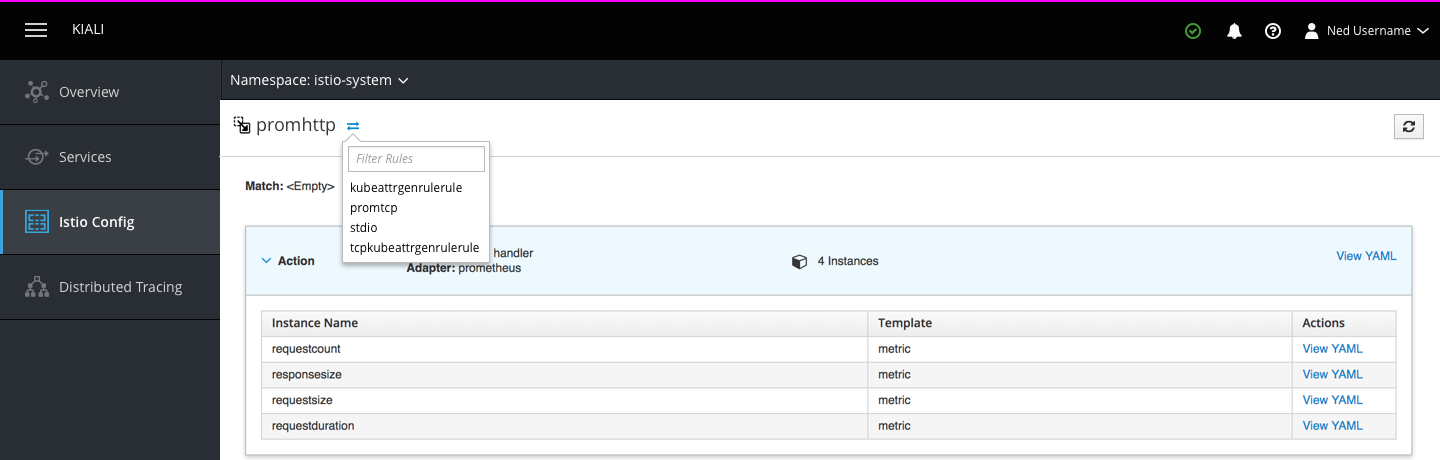 KIALI
Ned Username
Overview
Services
Istio Config
Distributed Tracing
Namespace: istio-system
promhttp
Filter Rules
kubeattrgenrulerule
promtcp
stdio
tcpkubeattrgenrulerule
Match: <Empty>
Action
handler
Adapter: prometheus
4 Instances
View YAML
Instance Name Template Actions
requestcount metric View YAML
responsesize metric View YAML
requestsize metric View YAML
requestduration metric View YAML